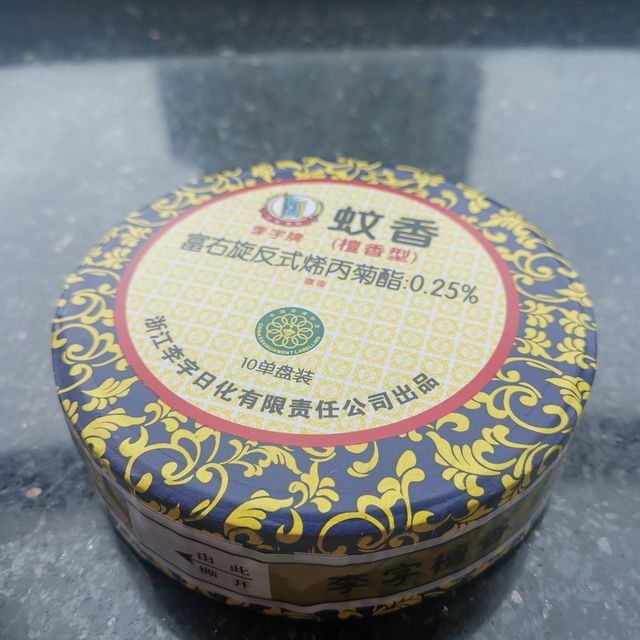 李字牌
蚊香
(檀香型)
富右旋反式烯丙菊酯:0.25%
微毒
10单盘装
浙江李字日化有限责任公司出品
由此
撕开
李字檀香